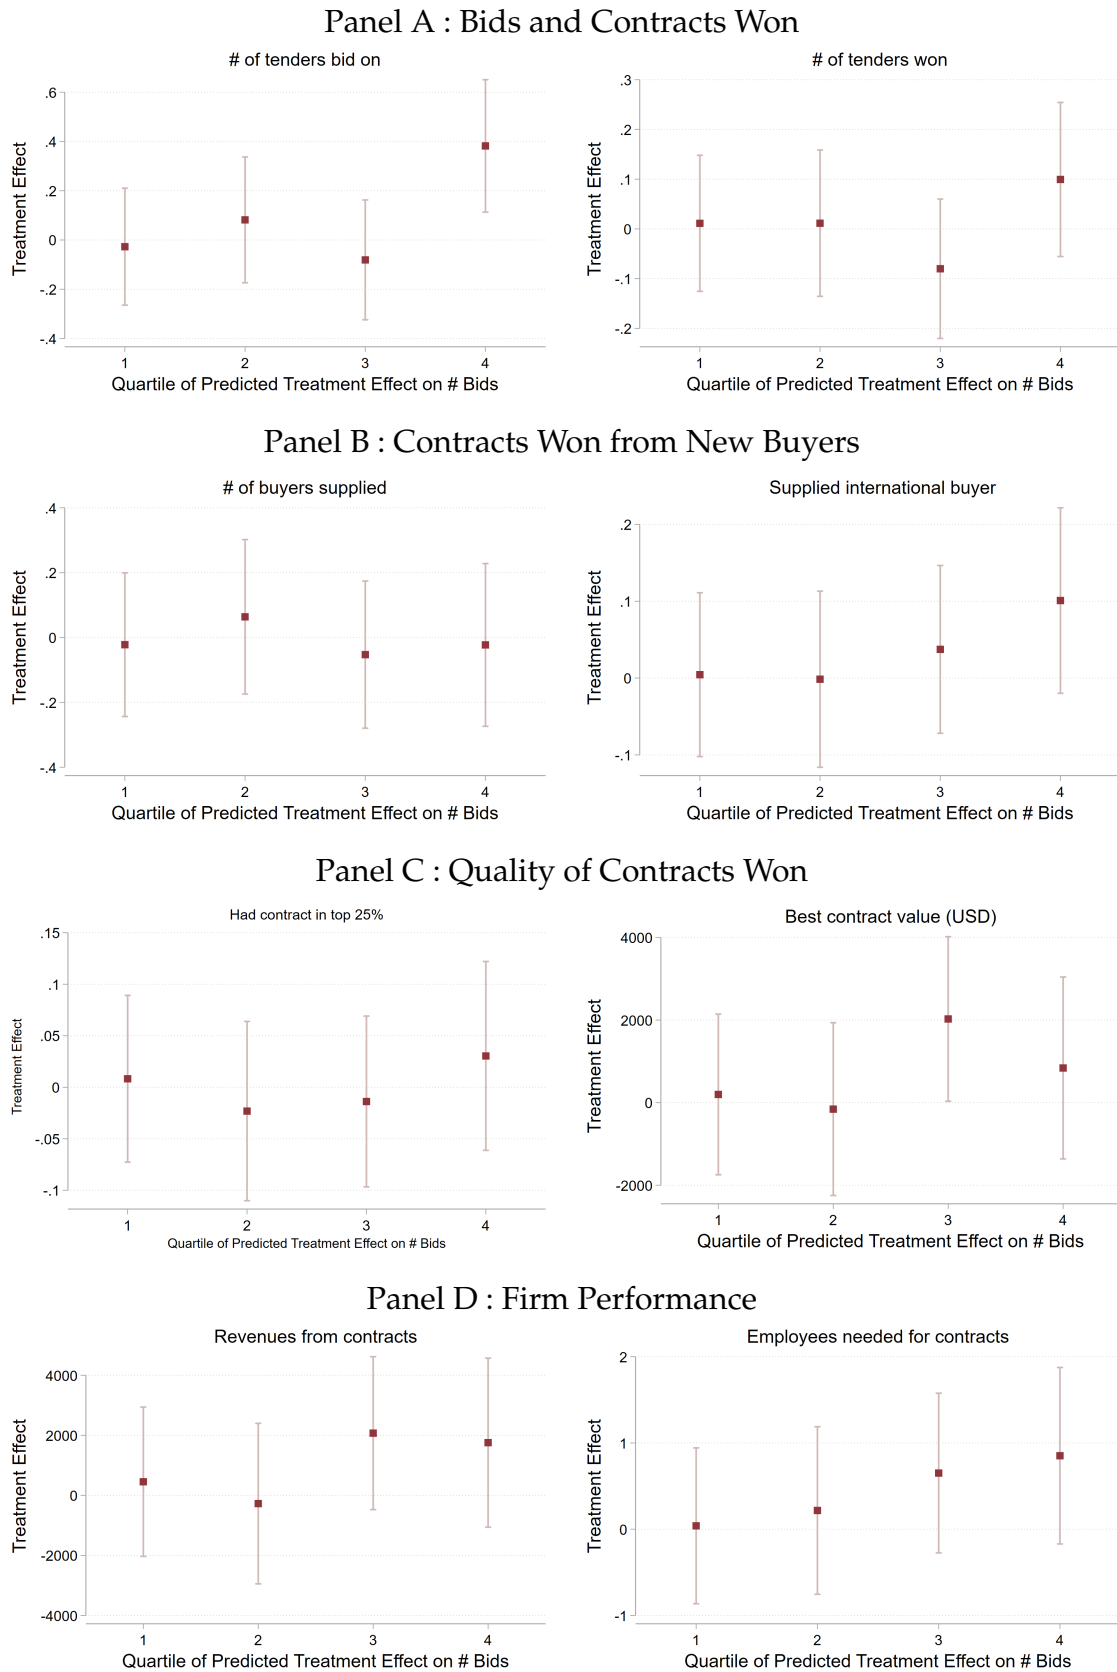 Panel A : Bids and Contracts Won
# of tenders bid on
Treatment Effect
.6
.4
.2
0
-.2
-.4
1 2 3 4
Quartile of Predicted Treatment Effect on # Bids
# of tenders won
Treatment Effect
.3
.2
.1
0
-.1
-.2
1 2 3 4
Quartile of Predicted Treatment Effect on # Bids
Panel B : Contracts Won from New Buyers
# of buyers supplied
Treatment Effect
.4
.2
0
-.2
-.4
1 2 3 4
Quartile of Predicted Treatment Effect on # Bids
Supplied international buyer
Treatment Effect
.2
.1
0
-.1
1 2 3 4
Quartile of Predicted Treatment Effect on # Bids
Panel C : Quality of Contracts Won
Had contract in top 25%
Treatment Effect
.15
.1
.05
0
-.05
-.1
1 2 3 4
Quartile of Predicted Treatment Effect on # Bids
Best contract value (USD)
Treatment Effect
4000
2000
0
-2000
1 2 3 4
Quartile of Predicted Treatment Effect on # Bids
Panel D : Firm Performance
Revenues from contracts
Treatment Effect
4000
2000
0
-2000
-4000
1 2 3 4
Quartile of Predicted Treatment Effect on # Bids
Employees needed for contracts
Treatment Effect
2
1
0
-1
1 2 3 4
Quartile of Predicted Treatment Effect on # Bids